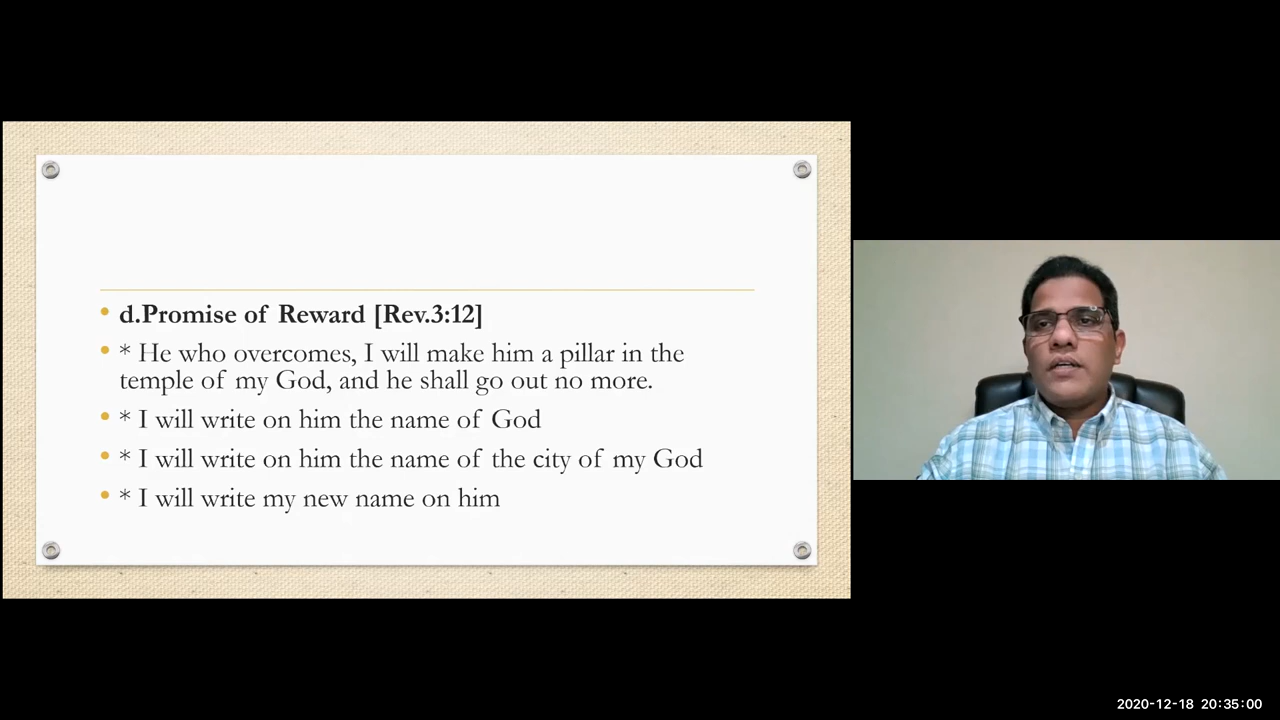 • d.Promise of Reward [Rev.3:12]
• * He who overcomes, I will make him a pillar in the
temple of my God, and he shall go out no more.
• * I will write on him the name of God
• * I will write on him the name of the city of my God
• * I will write my new name on him
2020-12-18 20:35:00